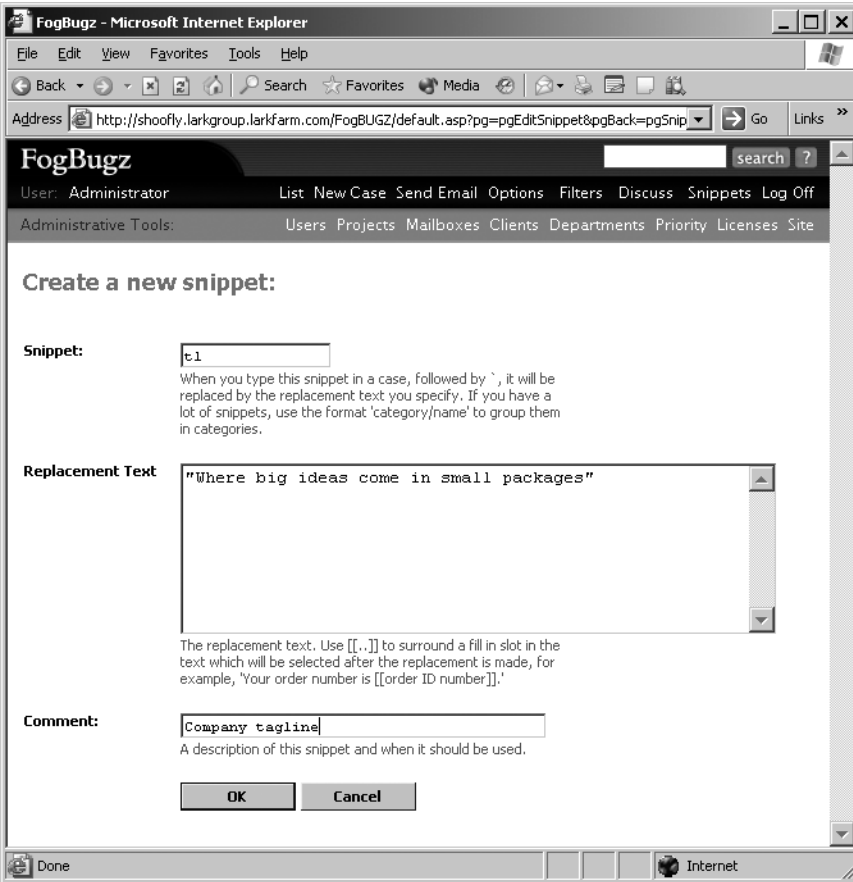 FogBugz - Microsoft Internet Explorer
File Edit View Favorites Tools Help
Back Search Favorites Media
Address http://shoofly.larkgroup.larkfarm.com/FogBUGZ/default.asp?pg=pgEditSnippet&pgBack=pgSnip Go Links »
FogBugz search ?
User: Administrator List New Case Send Email Options Filters Discuss Snippets Log Off
Administrative Tools: Users Projects Mailboxes Clients Departments Priority Licenses Site
Create a new snippet:
Snippet: tl
When you type this snippet in a case, followed by `, it will be
replaced by the replacement text you specify. If you have a
lot of snippets, use the format 'category/name' to group them
in categories.
Replacement Text "Where big ideas come in small packages"
The replacement text. Use [[..]] to surround a fill in slot in the
text which will be selected after the replacement is made, for
example, 'Your order number is [[order ID number]].'
Comment: Company tagline
A description of this snippet and when it should be used.
OK Cancel
Done Internet